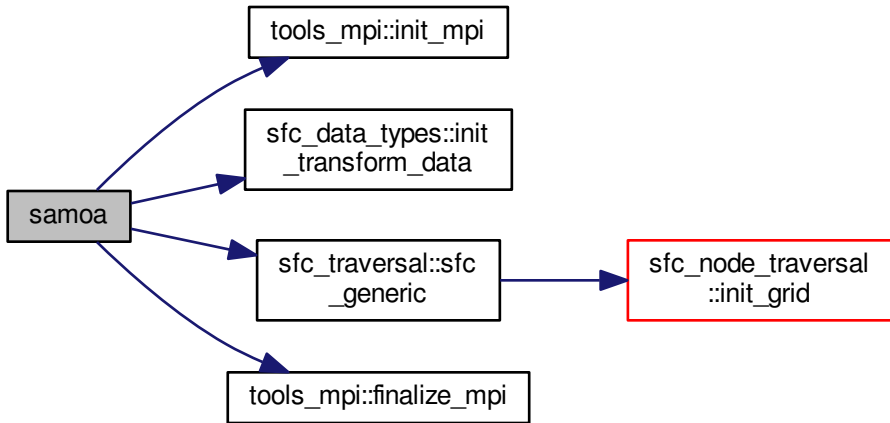 tools_mpi::init_mpi
sfc_data_types::init
_transform_data
samoa
sfc_traversal::sfc
_generic
sfc_node_traversal
::init_grid
tools_mpi::finalize_mpi